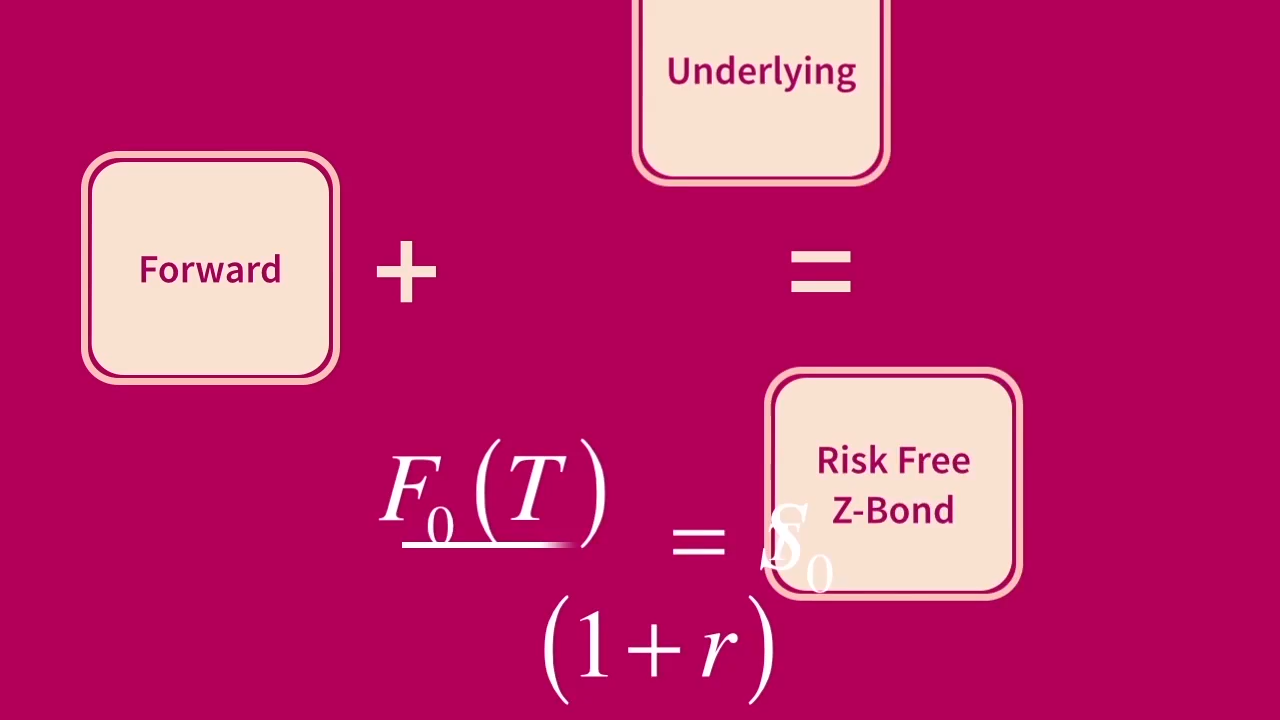 Underlying
Forward
+
=
Risk Free
Z-Bond
F₀(T)
= S₀
(1+r)